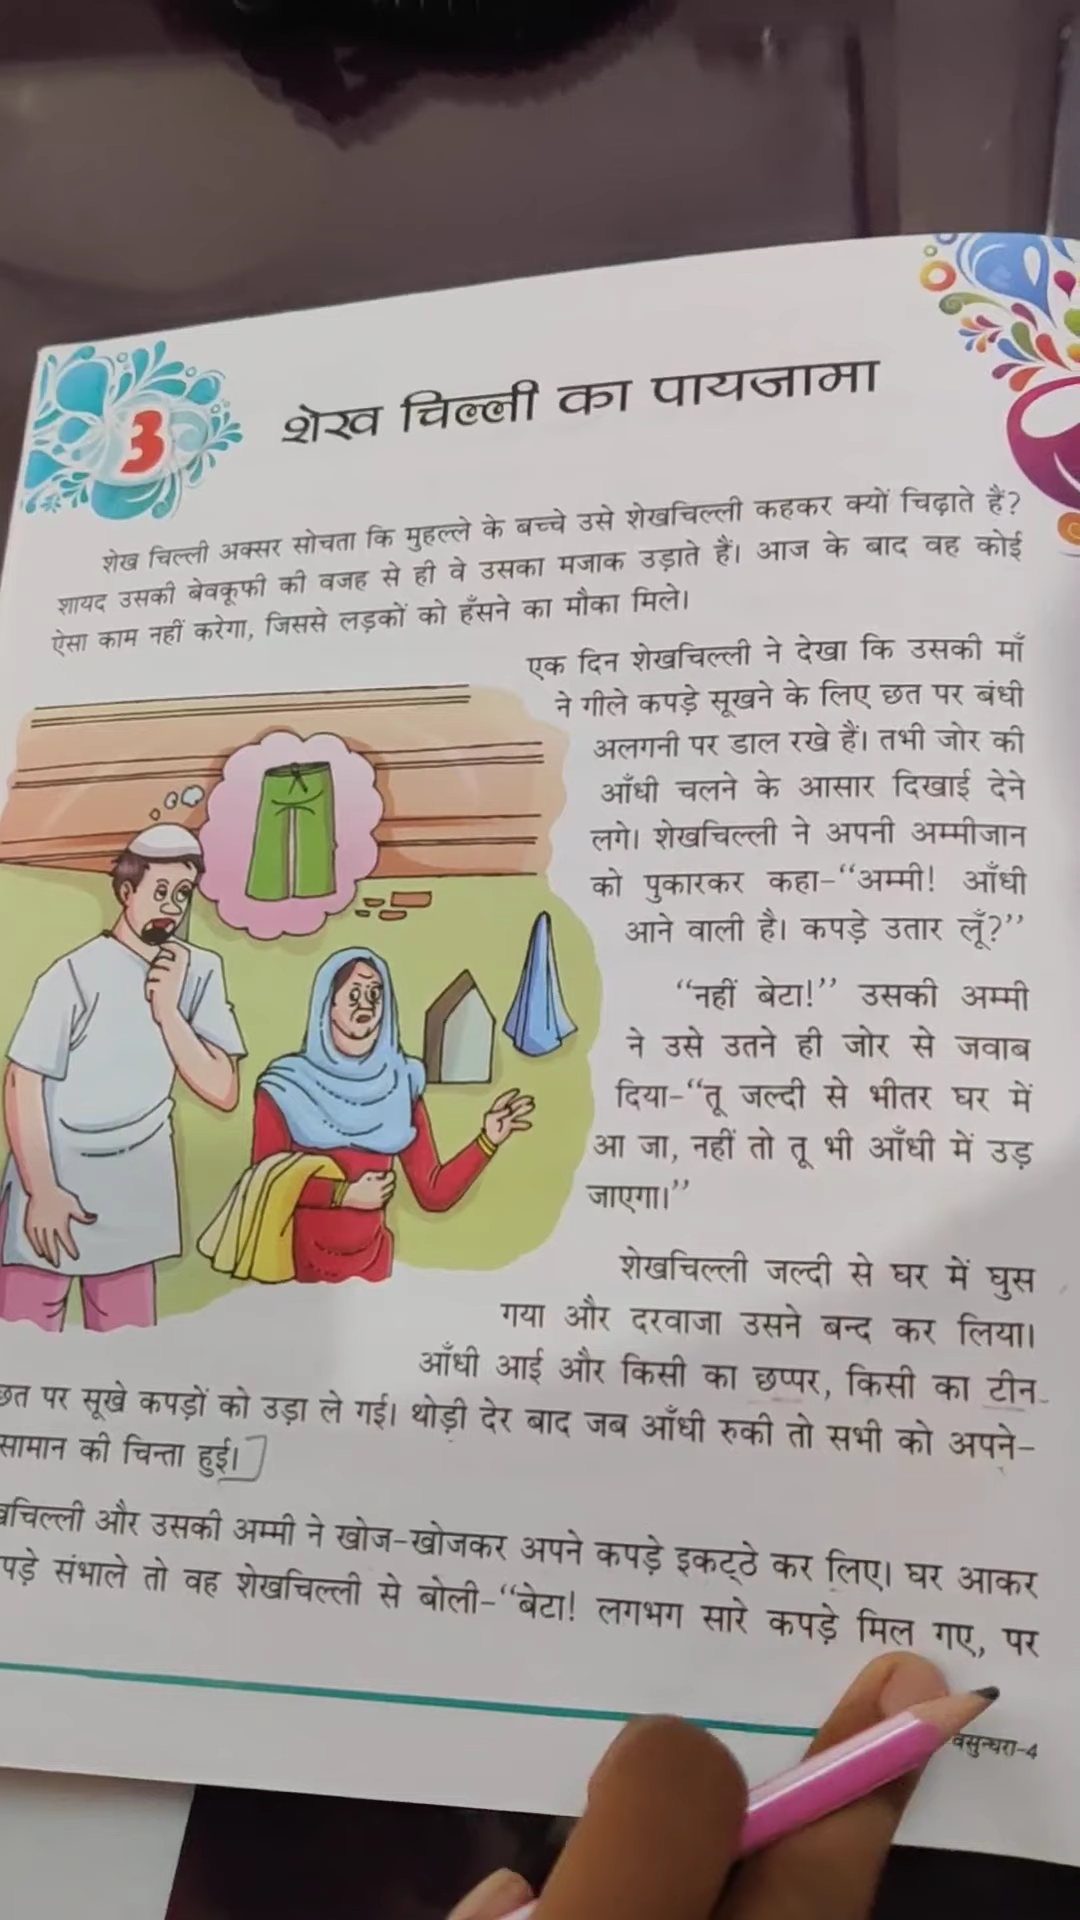 3
शेख चिल्ली का पायजामा
शेख चिल्ली अक्सर सोचता कि मुहल्ले के बच्चे उसे शेखचिल्ली कहकर क्यों चिढ़ाते हैं?
शायद उसकी बेवकूफी की वजह से ही वे उसका मजाक उड़ाते हैं। आज के बाद वह कोई
ऐसा काम नहीं करेगा, जिससे लड़कों को हँसने का मौका मिले।
एक दिन शेखचिल्ली ने देखा कि उसकी माँ
ने गीले कपड़े सूखने के लिए छत पर बंधी
अलगनी पर डाल रखे हैं। तभी जोर की
आँधी चलने के आसार दिखाई देने
लगे। शेखचिल्ली ने अपनी अम्मीजान
को पुकारकर कहा-“अम्मी! आँधी
आने वाली है। कपड़े उतार लूँ?”
“नहीं बेटा!” उसकी अम्मी
ने उसे उतने ही जोर से जवाब
दिया-“तू जल्दी से भीतर घर में
आ जा, नहीं तो तू भी आँधी में उड़
जाएगा।”
शेखचिल्ली जल्दी से घर में घुस
गया और दरवाजा उसने बन्द कर लिया।
आँधी आई और किसी का छप्पर, किसी का टीन
छत पर सूखे कपड़ों को उड़ा ले गई। थोड़ी देर बाद जब आँधी रुकी तो सभी को अपने-
सामान की चिन्ता हुई।
और उसकी अम्मी ने खोज-खोजकर अपने कपड़े इकट्ठे कर लिए। घर आकर
संभाले तो वह शेखचिल्ली से बोली-“बेटा! लगभग सारे कपड़े मिल गए, पर
वसुन्धरा-4